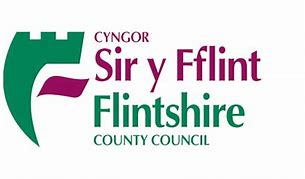 CYNGOR
Sir y Fflint
Flintshire
COUNTY COUNCIL